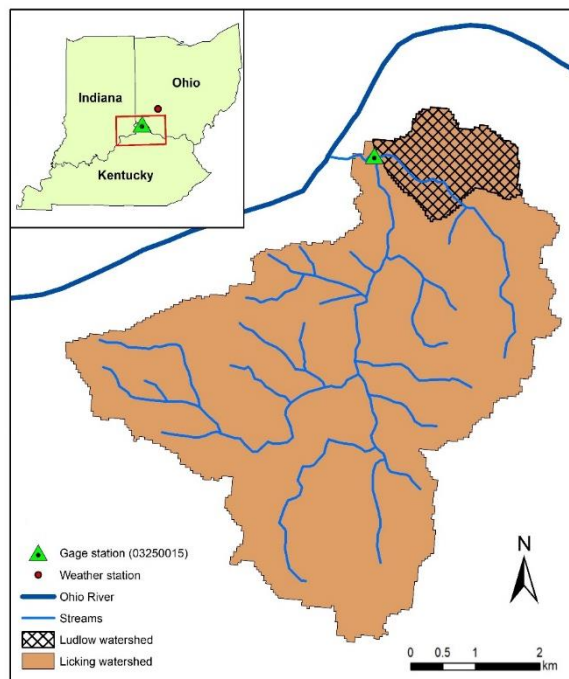 Indiana
Ohio
Kentucky
Gage station (03250015)
Weather station
Ohio River
Streams
Ludlow watershed
Licking watershed
N
0 0.5 1 2
km